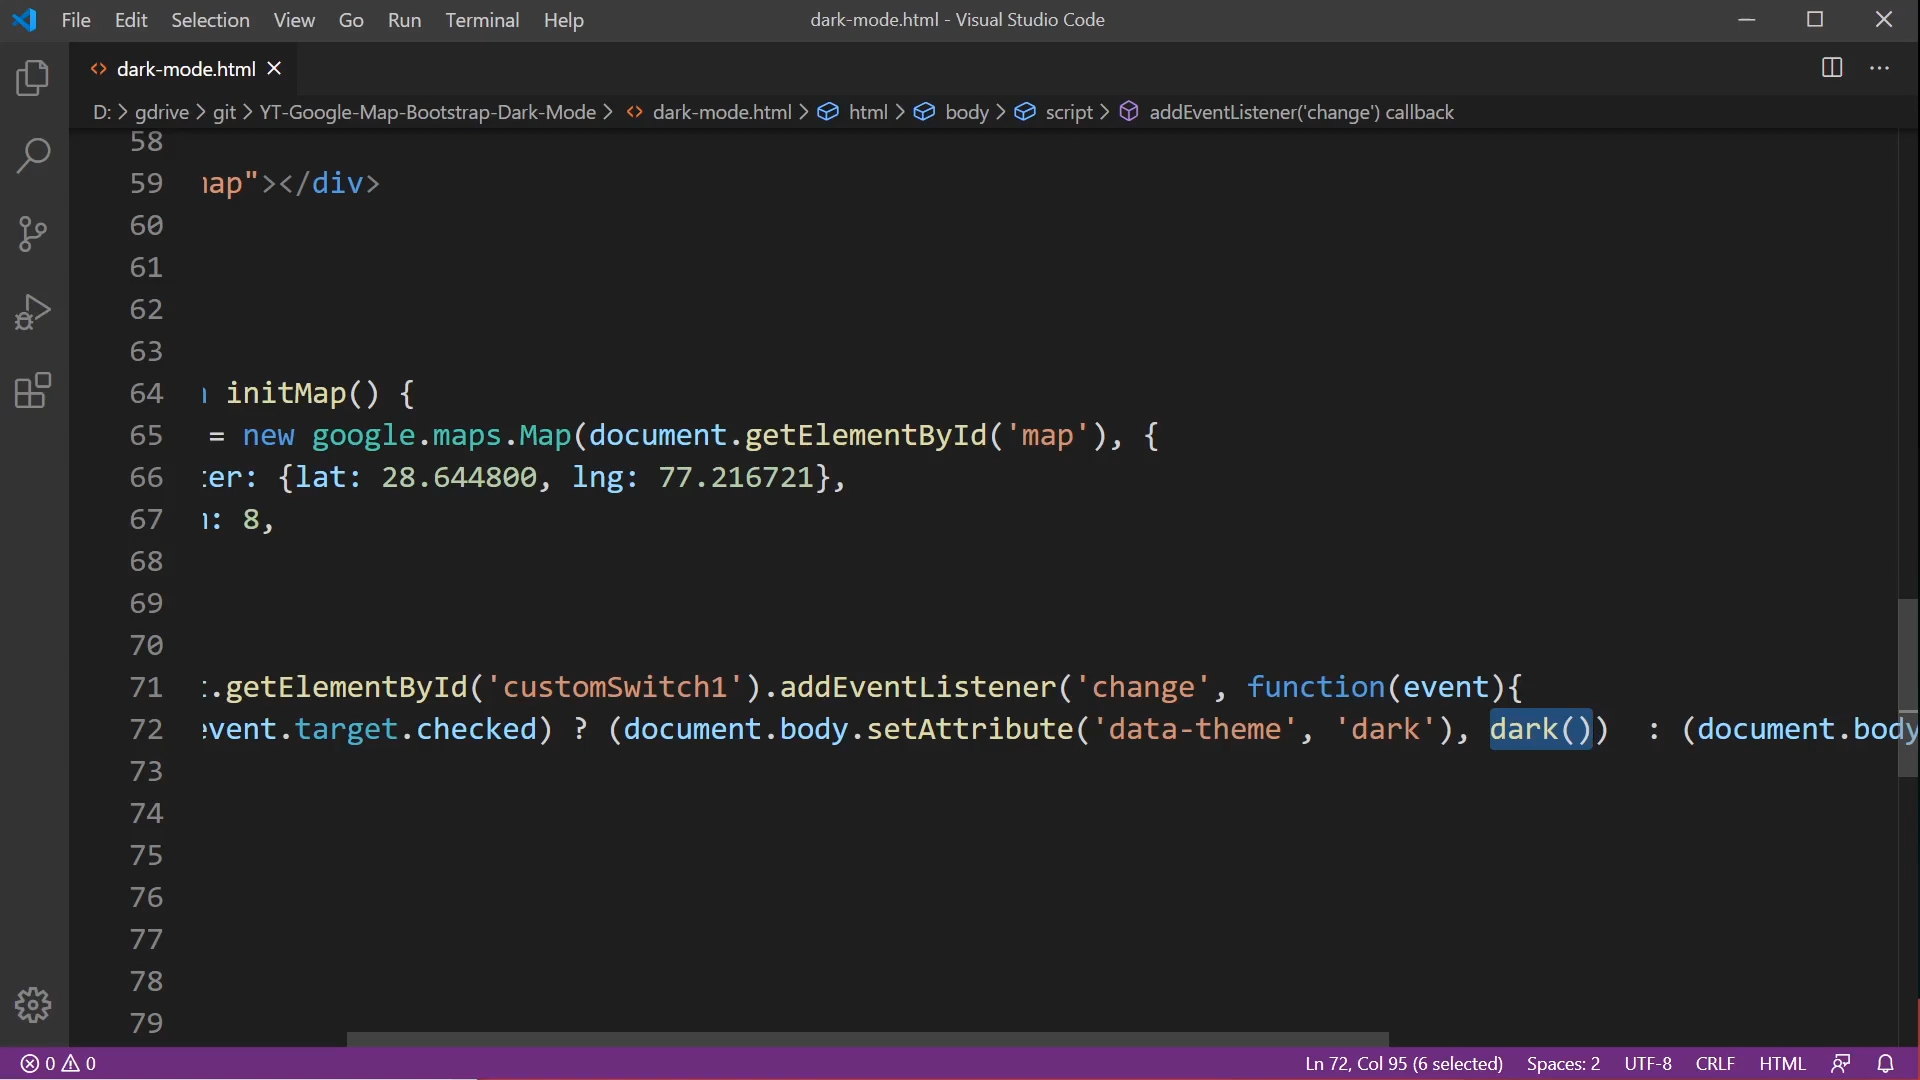 File Edit Selection View Go Run Terminal Help dark-mode.html - Visual Studio Code
dark-mode.html
D: > gdrive > git > YT-Google-Map-Bootstrap-Dark-Mode > dark-mode.html > html > body > script > addEventListener('change') callback
58
59 map"></div>
60
61
62
63
64 initMap() {
65 = new google.maps.Map(document.getElementById('map'), {
66 ter: {lat: 28.644800, lng: 77.216721},
67 : 8,
68
69
70
71 .getElementById('customSwitch1').addEventListener('change', function(event){
72 event.target.checked) ? (document.body.setAttribute('data-theme', 'dark'), dark()) : (document.body
73
74
75
76
77
78
79
0 0 Ln 72, Col 95 (6 selected) Spaces: 2 UTF-8 CRLF HTML